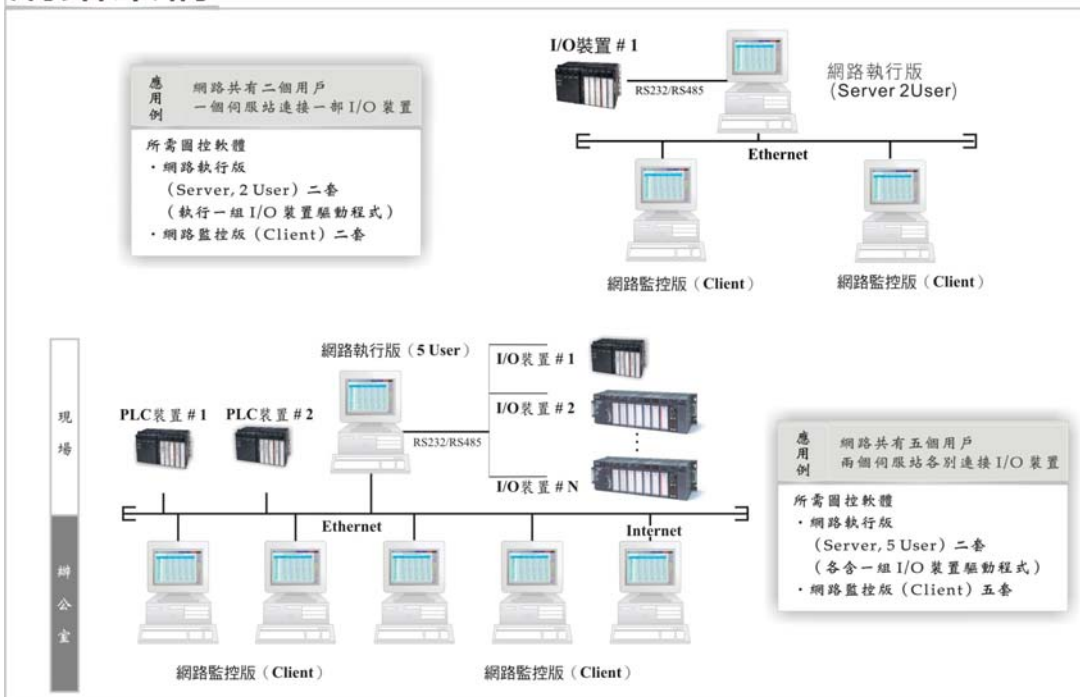 應用例
網路共有二個用戶
一個伺服站連接一部 I/O 裝置
所需圖控軟體
・網路執行版
（Server, 2 User）二套
（執行一組 I/O 裝置驅動程式）
・網路監控版（Client）二套
I/O裝置 # 1
RS232/RS485
網路執行版
(Server 2User)
Ethernet
網路監控版（Client）
網路監控版（Client）
現場
辦公室
網路執行版（5 User）
PLC裝置 # 1
PLC裝置 # 2
RS232/RS485
I/O裝置 # 1
I/O裝置 # 2
I/O裝置 # N
Ethernet
Internet
網路監控版（Client）
網路監控版（Client）
應用例
網路共有五個用戶
兩個伺服站各別連接 I/O 裝置
所需圖控軟體
・網路執行版
（Server, 5 User）二套
（各含一組 I/O 裝置驅動程式）
・網路監控版（Client）五套